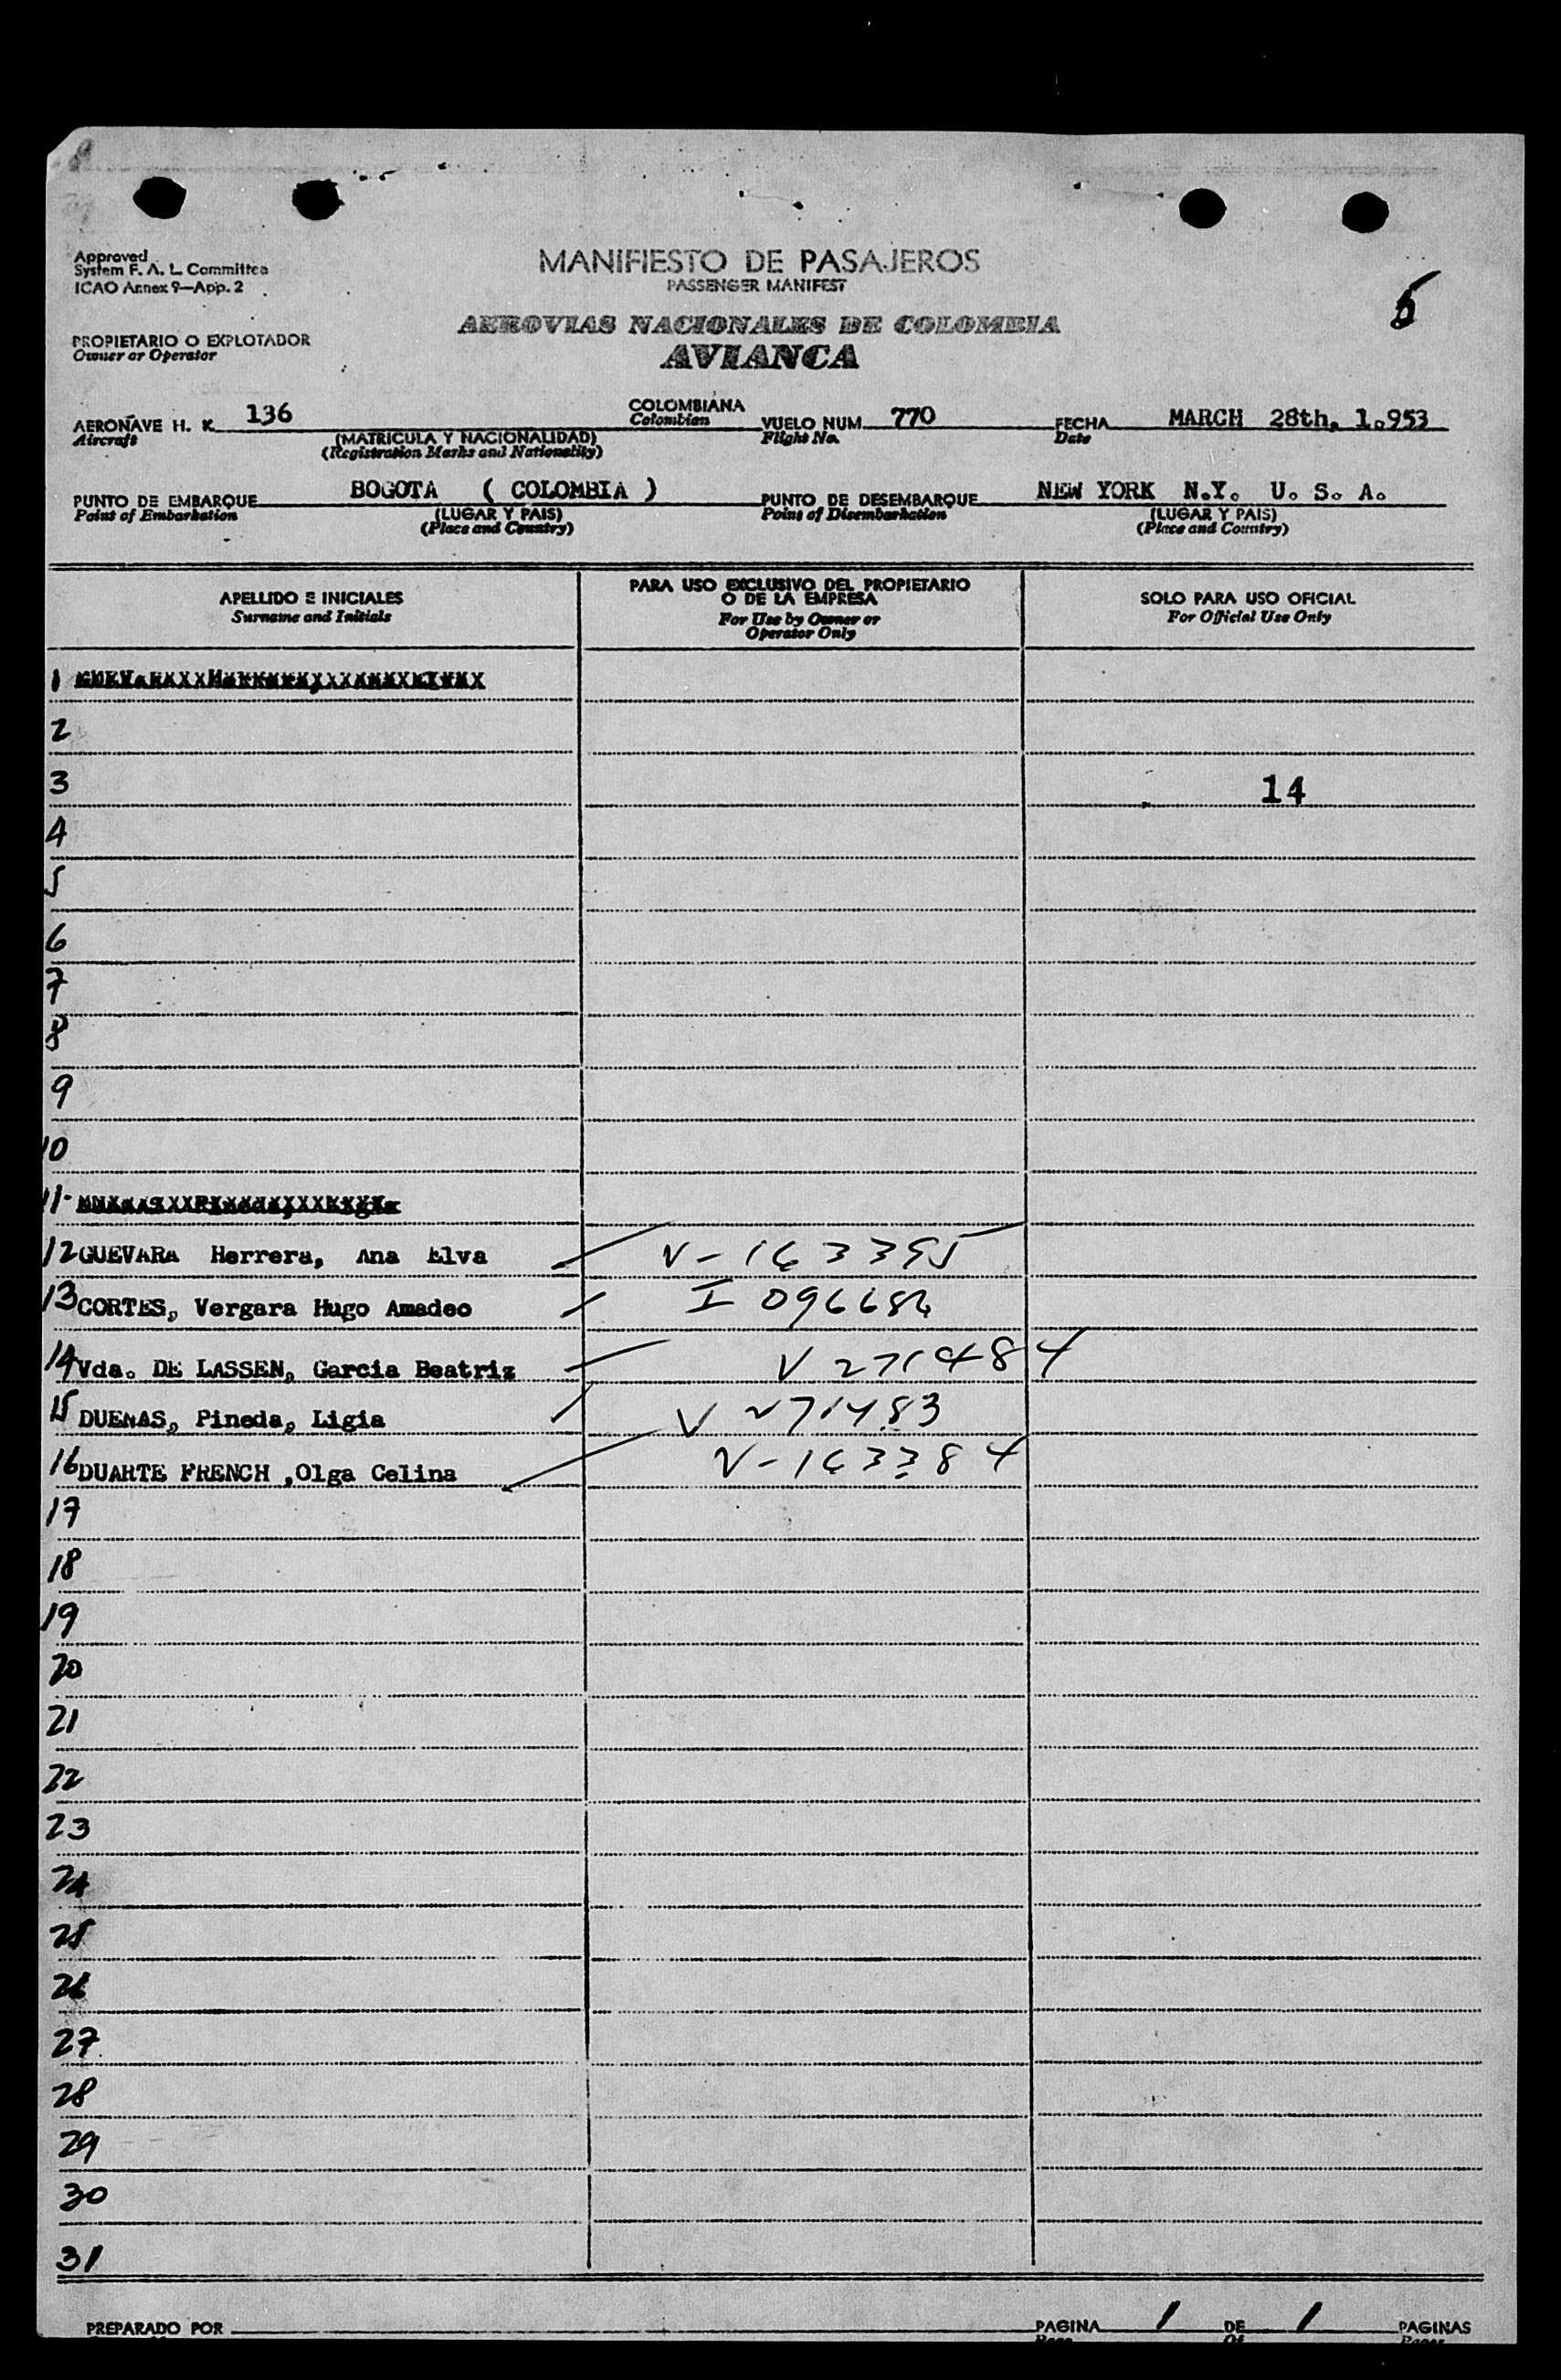 Approved
System F. A. L. Committee
ICAO Annex 9—App. 2
MANIFIESTO DE PASAJEROS
PASSENGER MANIFEST
AEROVIAS NACIONALES DE COLOMBIA
AVIANCA
PROPIETARIO O EXPLOTADOR
Owner or Operator
AERONAVE H. K. 136 COLOMBIANA VUELO NUM. 770 FECHA MARCH 28th, 1.953
Aircraft (MATRICULA Y NACIONALIDAD) Colombian Flight No. Date
(Registration Marks and Nationality)
PUNTO DE EMBARQUE BOGOTA ( COLOMBIA ) PUNTO DE DESEMBARQUE NEW YORK N.Y. U. S. A.
Point of Embarkation (LUGAR Y PAIS) Point of Disembarkation (LUGAR Y PAIS)
(Place and Country) (Place and Country)
APELLIDO E INICIALES PARA USO EXCLUSIVO DEL PROPIETARIO O DE LA EMPRESA SOLO PARA USO OFICIAL
Surname and Initials For Use by Owner or Operator Only For Official Use Only
1
2
3 14
4
5
6
7
8
9
10
11-
12 GUEVARA Herrera, Ana Elva V-163395
13 CORTES, Vergara Hugo Amadeo I 096684
14 Vda. DE LASSEN, Garcia Beatriz V 271484
15 DUENAS, Pineda, Ligia V 271483
16 DUARTE FRENCH ,Olga Celina V-163384
17
18
19
20
21
22
23
24
25
26
27
28
29
30
31
PREPARADO POR PAGINA 1 DE 1 PAGINAS